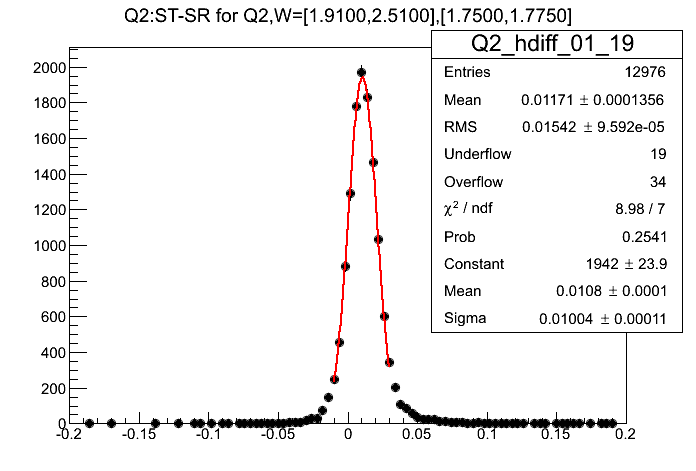 Q2:ST-SR for Q2,W=[1.9100,2.5100],[1.7500,1.7750]
Q2_hdiff_01_19
Entries 12976
Mean 0.01171 ± 0.0001356
RMS 0.01542 ± 9.592e-05
Underflow 19
Overflow 34
χ² / ndf 8.98 / 7
Prob 0.2541
Constant 1942 ± 23.9
Mean 0.0108 ± 0.0001
Sigma 0.01004 ± 0.00011
2000
1800
1600
1400
1200
1000
800
600
400
200
0
-0.2 -0.15 -0.1 -0.05 0 0.05 0.1 0.15 0.2